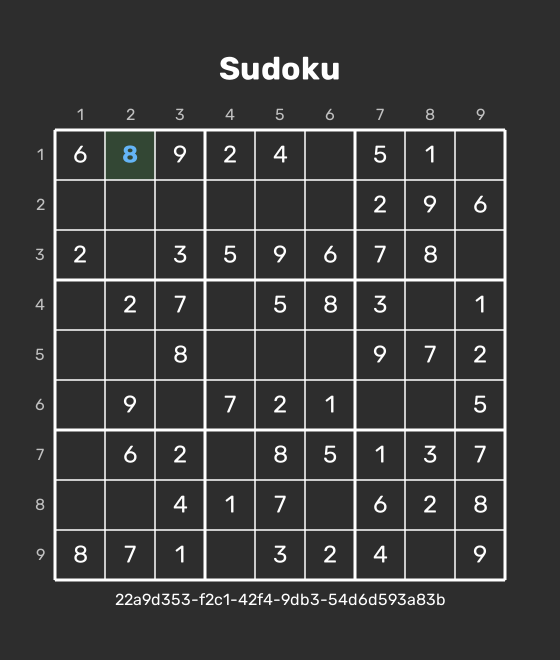 Sudoku
1 2 3 4 5 6 7 8 9
1 6 8 9 2 4 5 1
2 2 9 6
3 2 3 5 9 6 7 8
4 2 7 5 8 3 1
5 8 9 7 2
6 9 7 2 1 5
7 6 2 8 5 1 3 7
8 4 1 7 6 2 8
9 8 7 1 3 2 4 9
22a9d353-f2c1-42f4-9db3-54d6d593a83b